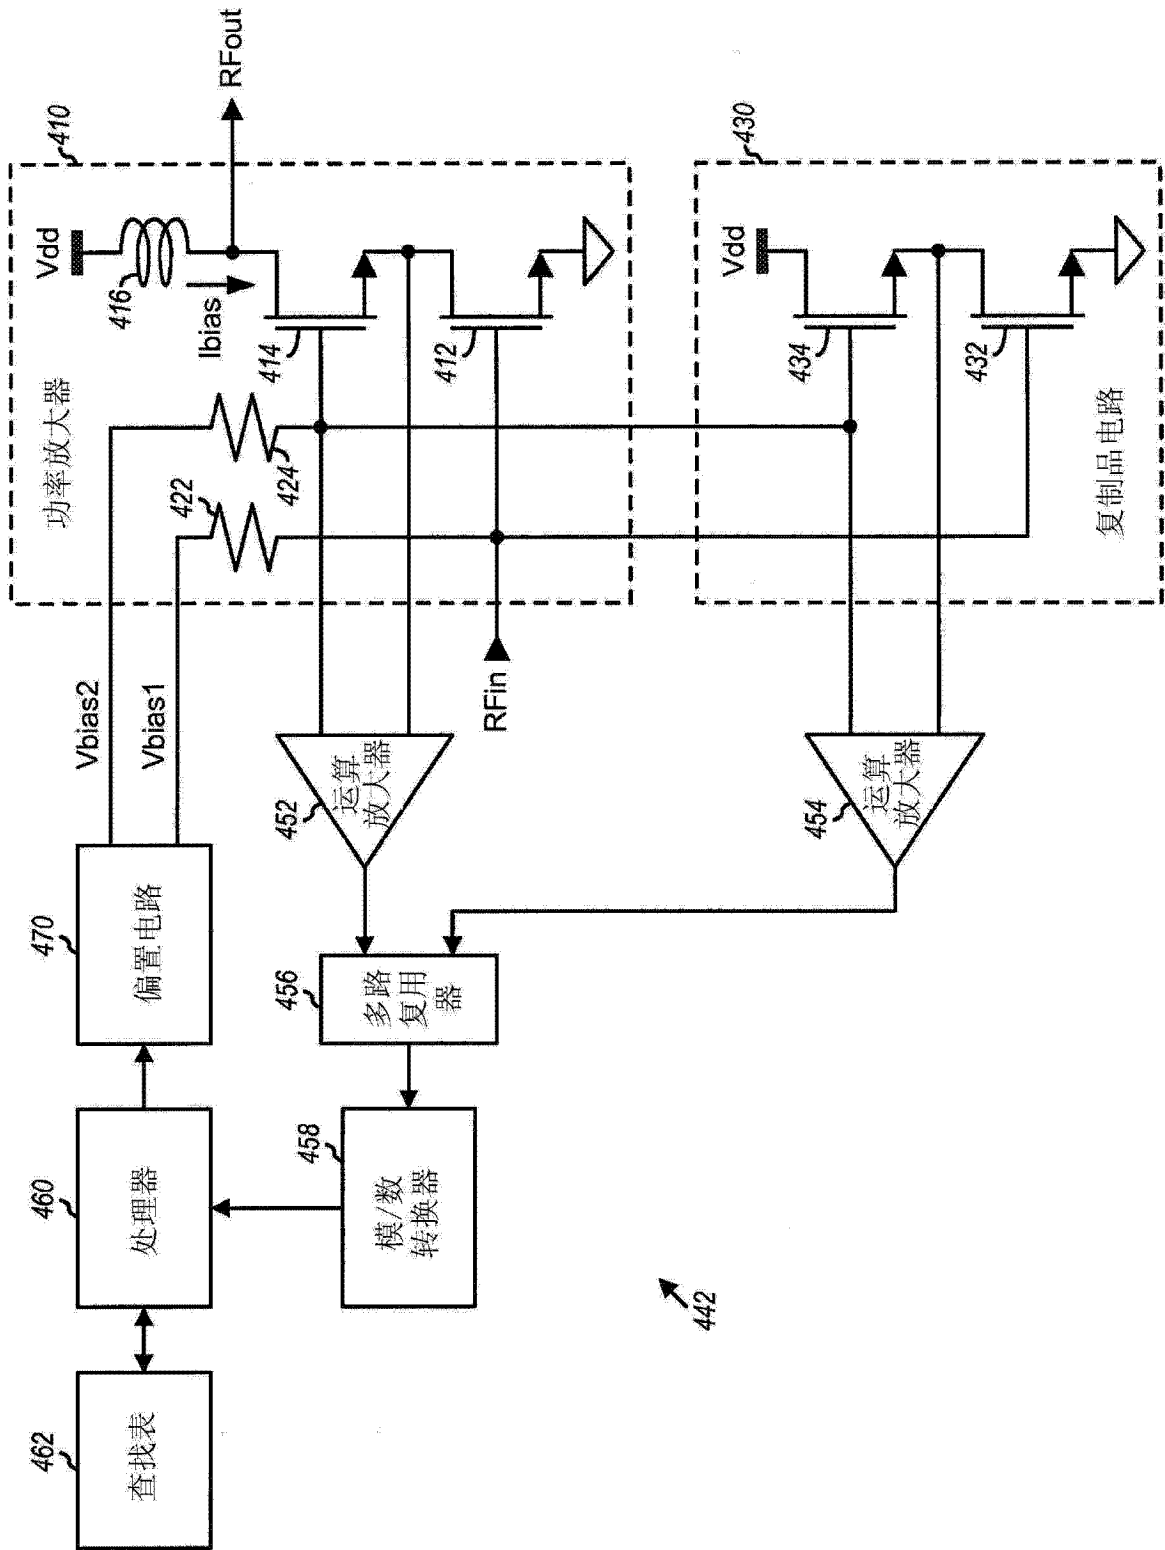 462
查找表
460
处理器
470
偏置电路
Vbias2
Vbias1
458
模/数
转换器
456
多路
复用
器
452
运算
放大器
454
运算
放大器
RFin
442
410
功率放大器
422
424
Vdd
416
Ibias
RFout
414
412
430
复制品电路
Vdd
434
432